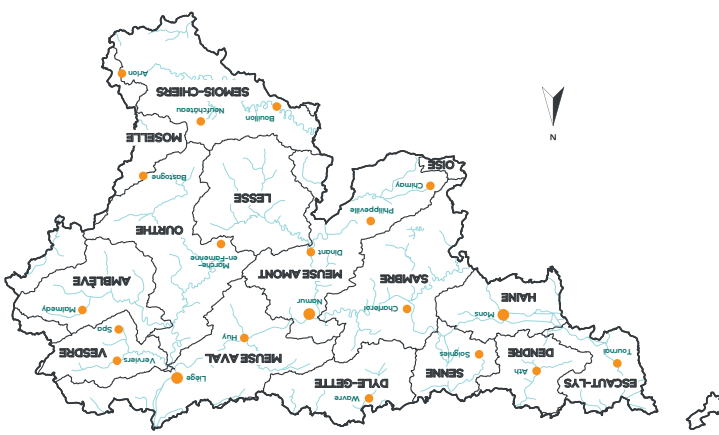 ESCAUT-LYS
Tournai
DENDRE
Ath
SENNE
Soignies
DYLE-GETTE
Wavre
HAINE
Mons
SAMBRE
Charleroi
MEUSE AVAL
Liège
Huy
VESDRE
Verviers
Spa
AMBLÈVE
Malmedy
MEUSE AMONT
Namur
Dinant
Philippeville
Chimay
OISE
Marche-
en-Famenne
OURTHE
LESSE
Bastogne
MOSELLE
Neufchâteau
Bouillon
SEMOIS-CHIERS
Arlon
N